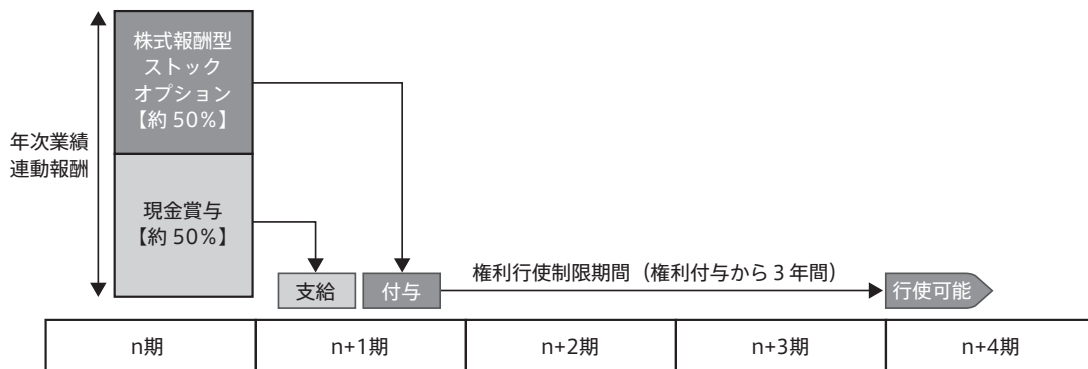 株式報酬型
ストック
オプション
【約 50%】
年次業績
連動報酬
現金賞与
【約 50%】
権利行使制限期間（権利付与から 3 年間）
支給
付与
行使可能
n期
n+1期
n+2期
n+3期
n+4期